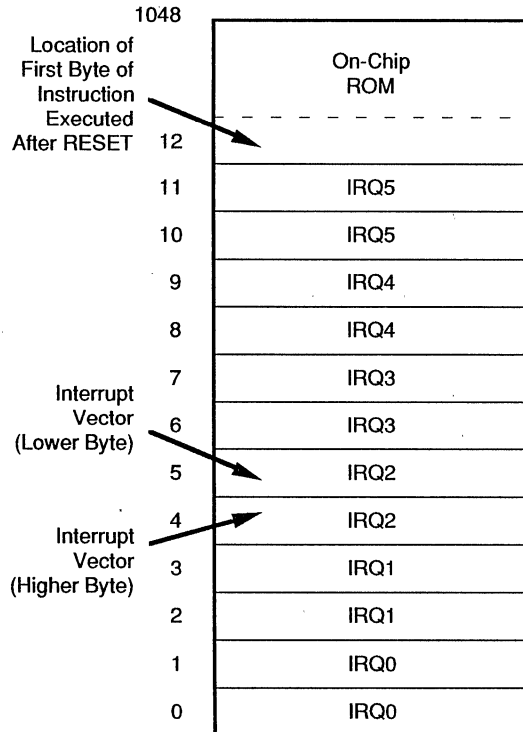 1048
Location of
First Byte of
Instruction
Executed
After RESET
On-Chip
ROM
12
11 IRQ5
10 IRQ5
9 IRQ4
8 IRQ4
7 IRQ3
Interrupt
Vector
(Lower Byte)
6 IRQ3
5 IRQ2
4 IRQ2
Interrupt
Vector
(Higher Byte)
3 IRQ1
2 IRQ1
1 IRQ0
0 IRQ0